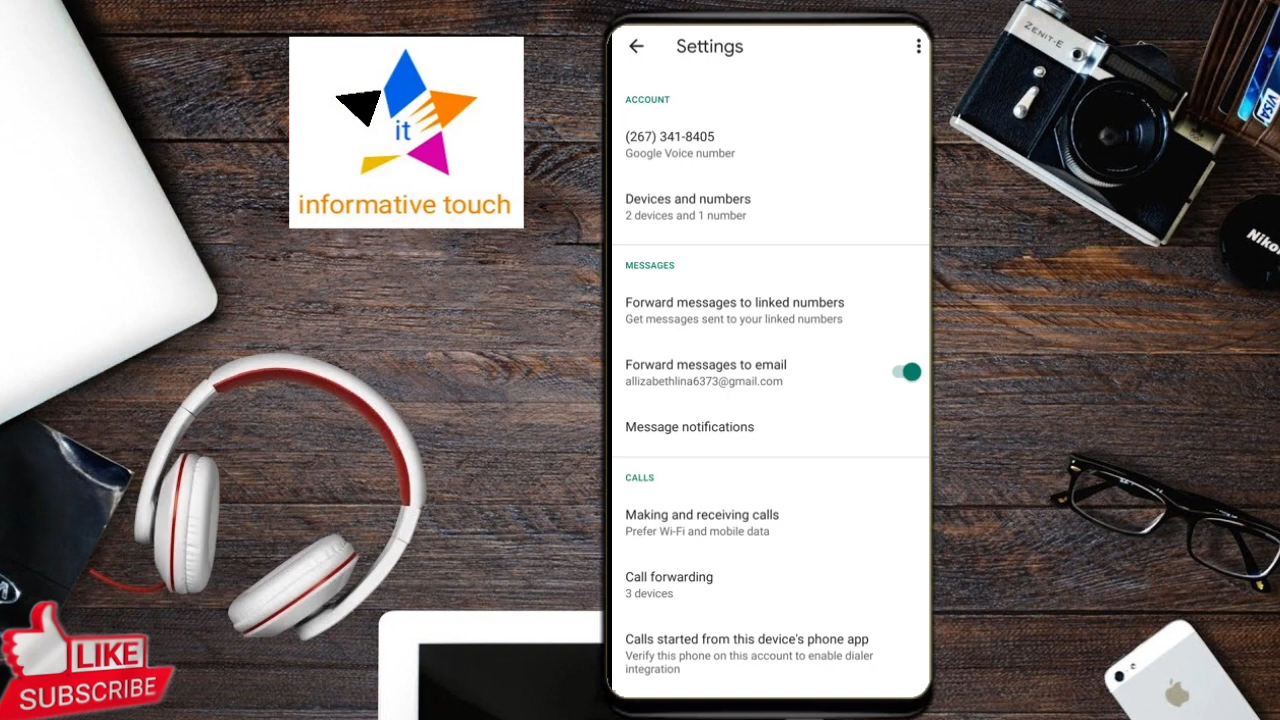 it
informative touch
Settings
ACCOUNT
(267) 341-8405
Google Voice number
Devices and numbers
2 devices and 1 number
MESSAGES
Forward messages to linked numbers
Get messages sent to your linked numbers
Forward messages to email
allizabethlina6373@gmail.com
Message notifications
CALLS
Making and receiving calls
Prefer Wi-Fi and mobile data
Call forwarding
3 devices
Calls started from this device's phone app
Verify this phone on this account to enable dialer
integration
ZENIT-E
VISA
Niko
LIKE
SUBSCRIBE